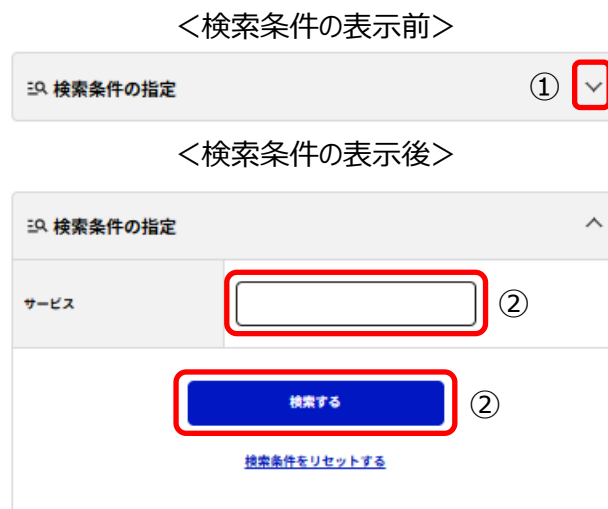 ＜検索条件の表示前＞
検索条件の指定 ①
＜検索条件の表示後＞
検索条件の指定
サービス ②
検索する ②
検索条件をリセットする